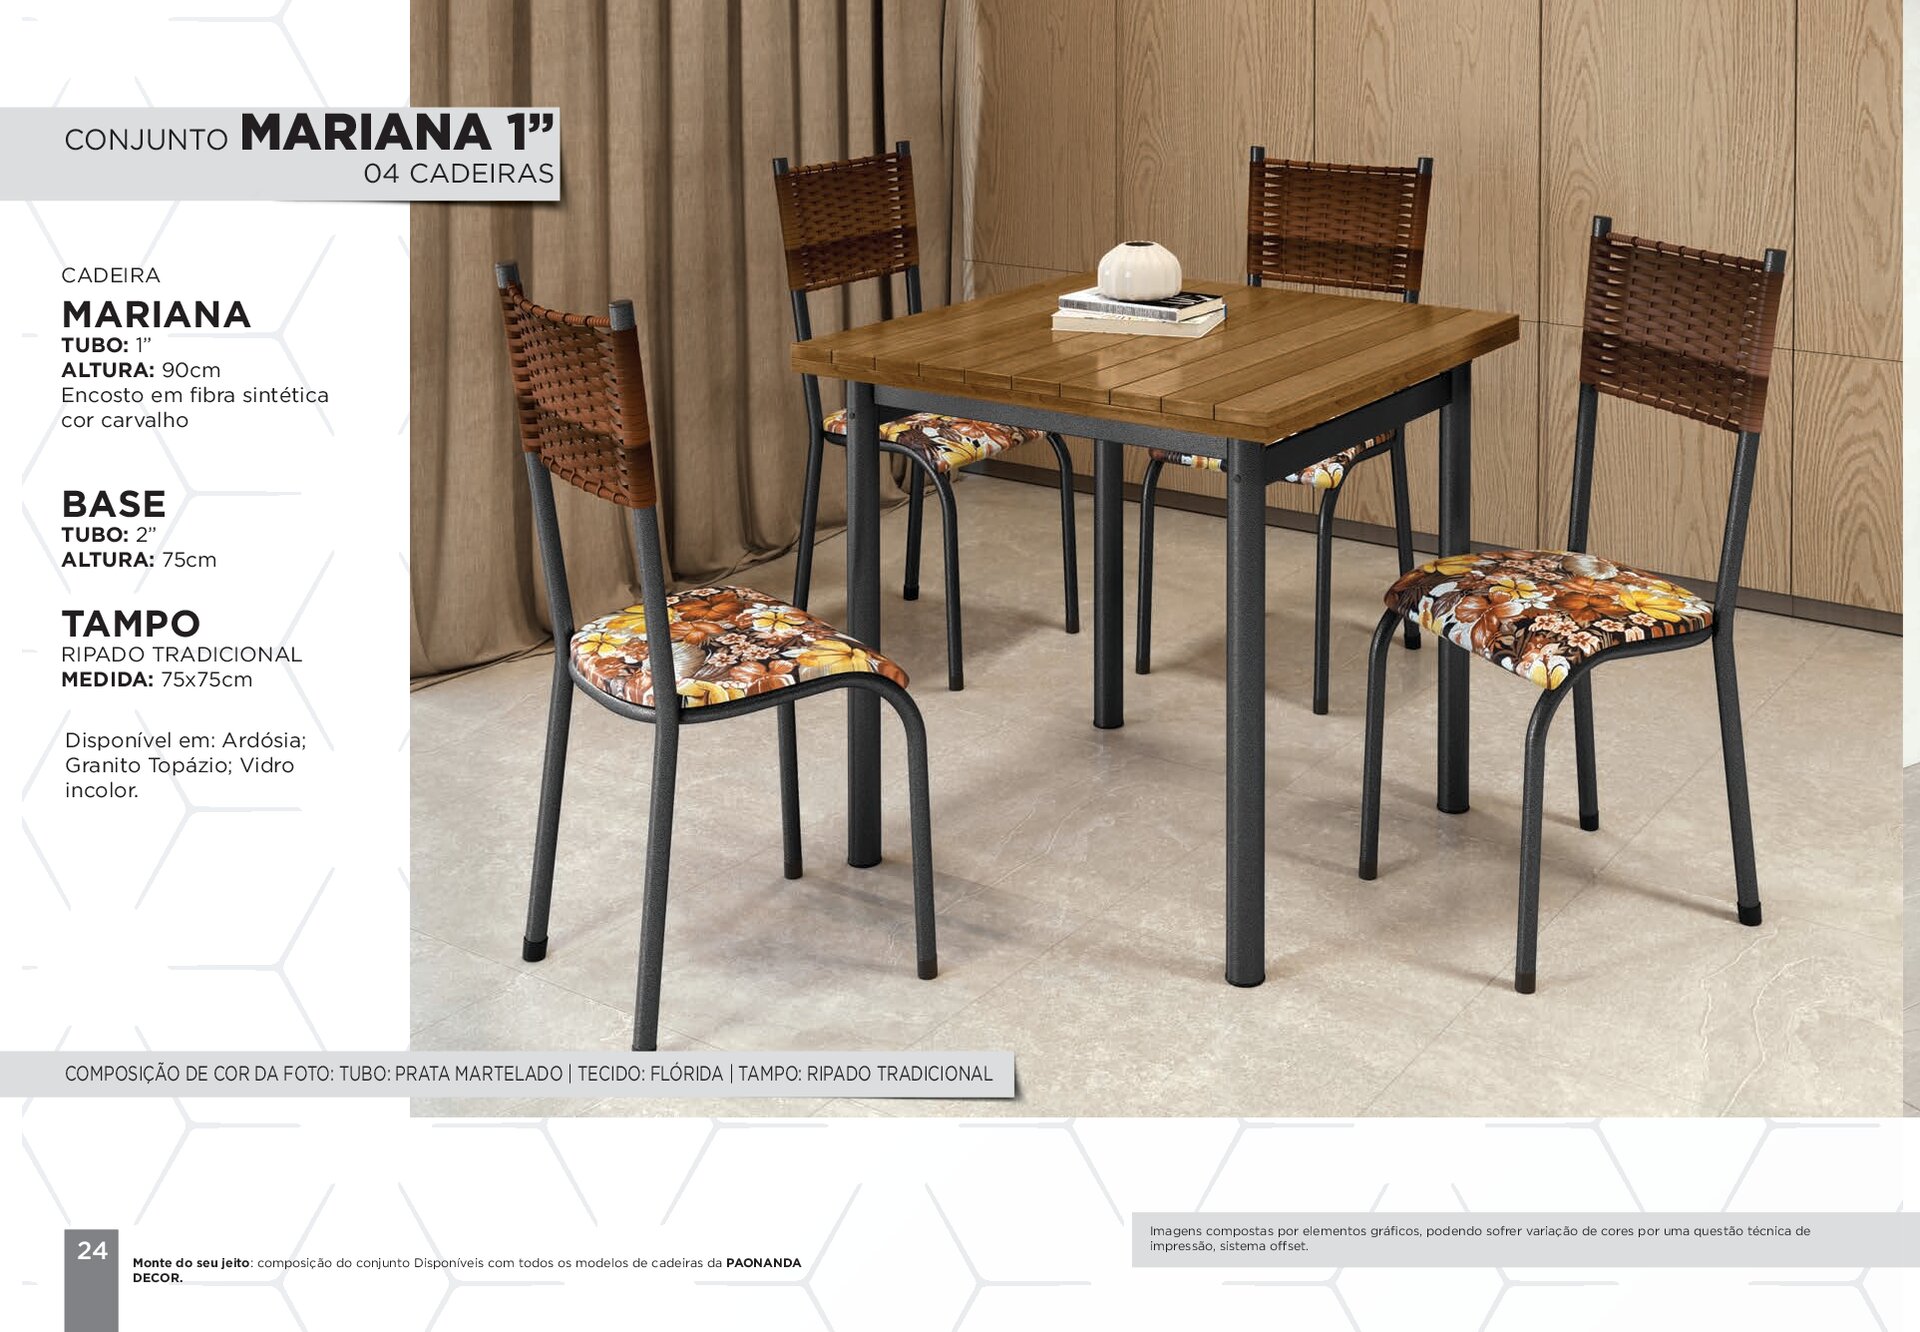 CONJUNTO MARIANA 1”
04 CADEIRAS
CADEIRA
MARIANA
TUBO: 1”
ALTURA: 90cm
Encosto em fibra sintética
cor carvalho
BASE
TUBO: 2”
ALTURA: 75cm
TAMPO
RIPADO TRADICIONAL
MEDIDA: 75x75cm
Disponível em: Ardósia;
Granito Topázio; Vidro
incolor.
COMPOSIÇÃO DE COR DA FOTO: TUBO: PRATA MARTELADO | TECIDO: FLÓRIDA | TAMPO: RIPADO TRADICIONAL
Imagens compostas por elementos gráficos, podendo sofrer variação de cores por uma questão técnica de
impressão, sistema offset.
24
Monte do seu jeito: composição do conjunto Disponíveis com todos os modelos de cadeiras da PAONANDA
DECOR.